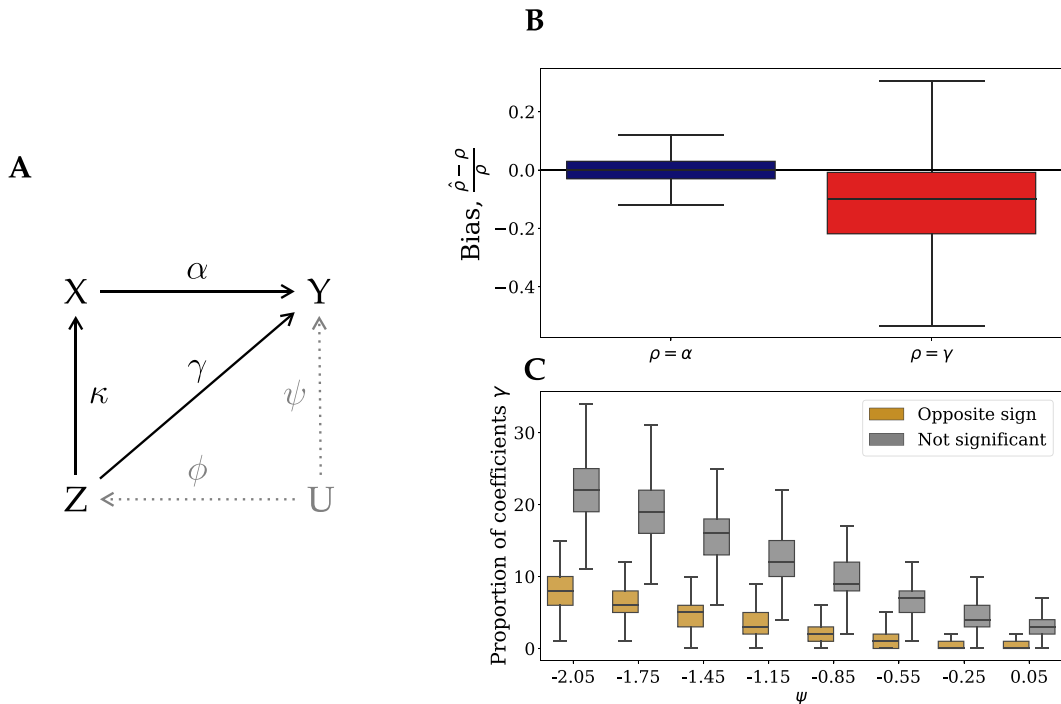 A
X
α
Y
κ
γ
ψ
Z
ϕ
U
B
Bias, ρ̂ − ρ / ρ
0.2
0.0
−0.2
−0.4
ρ = α
ρ = γ
C
Proportion of coefficients γ
30
20
10
0
Opposite sign
Not significant
-2.05 -1.75 -1.45 -1.15 -0.85 -0.55 -0.25 0.05
ψ